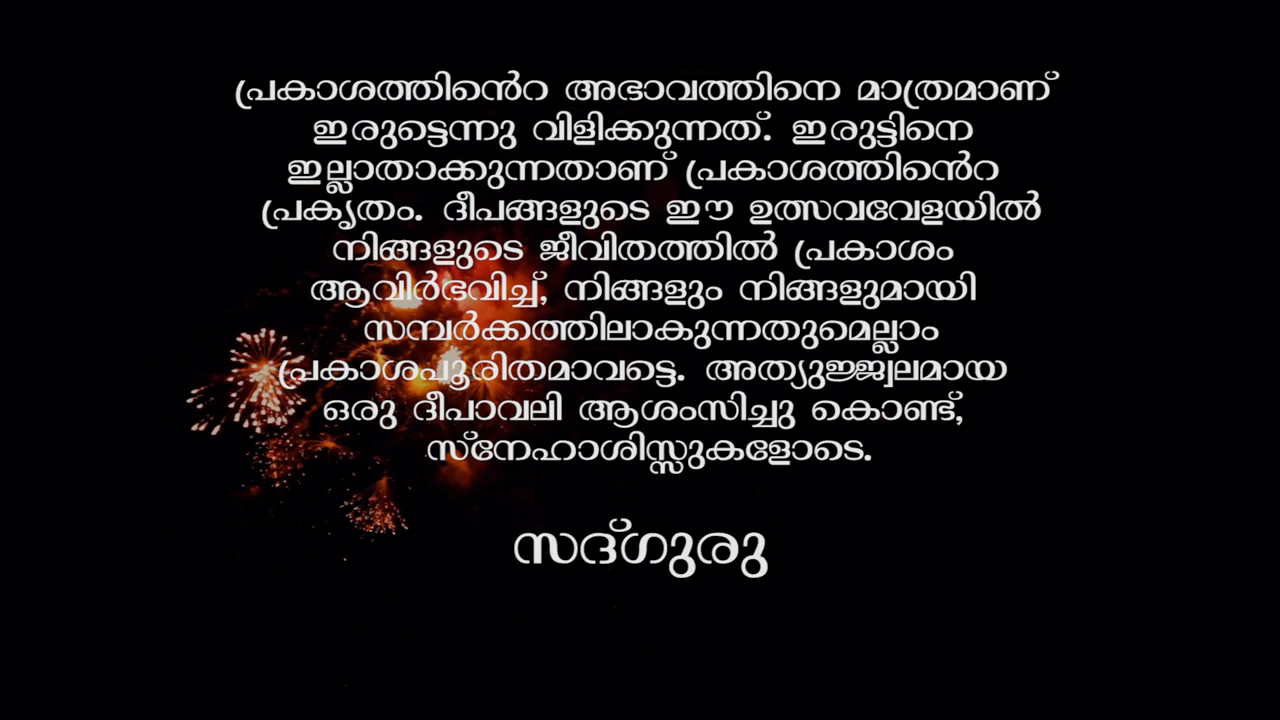 പ്രകാശത്തിൻെറ അഭാവത്തിനെ മാത്രമാണ്
ഇരുട്ടെന്നു വിളിക്കുന്നത്. ഇരുട്ടിനെ
ഇല്ലാതാക്കുന്നതാണ് പ്രകാശത്തിൻെറ
പ്രകൃതം. ദീപങ്ങളുടെ ഈ ഉത്സവവേളയിൽ
നിങ്ങളുടെ ജീവിതത്തിൽ പ്രകാശം
ആവിർഭവിച്ച്, നിങ്ങളും നിങ്ങളുമായി
സമ്പർക്കത്തിലാകുന്നതുമെല്ലാം
പ്രകാശപൂരിതമാവട്ടെ. അത്യുജ്ജ്വലമായ
ഒരു ദീപാവലി ആശംസിച്ചു കൊണ്ട്,
സ്നേഹാശിസ്സുകളോടെ.
സദ്ഗുരു